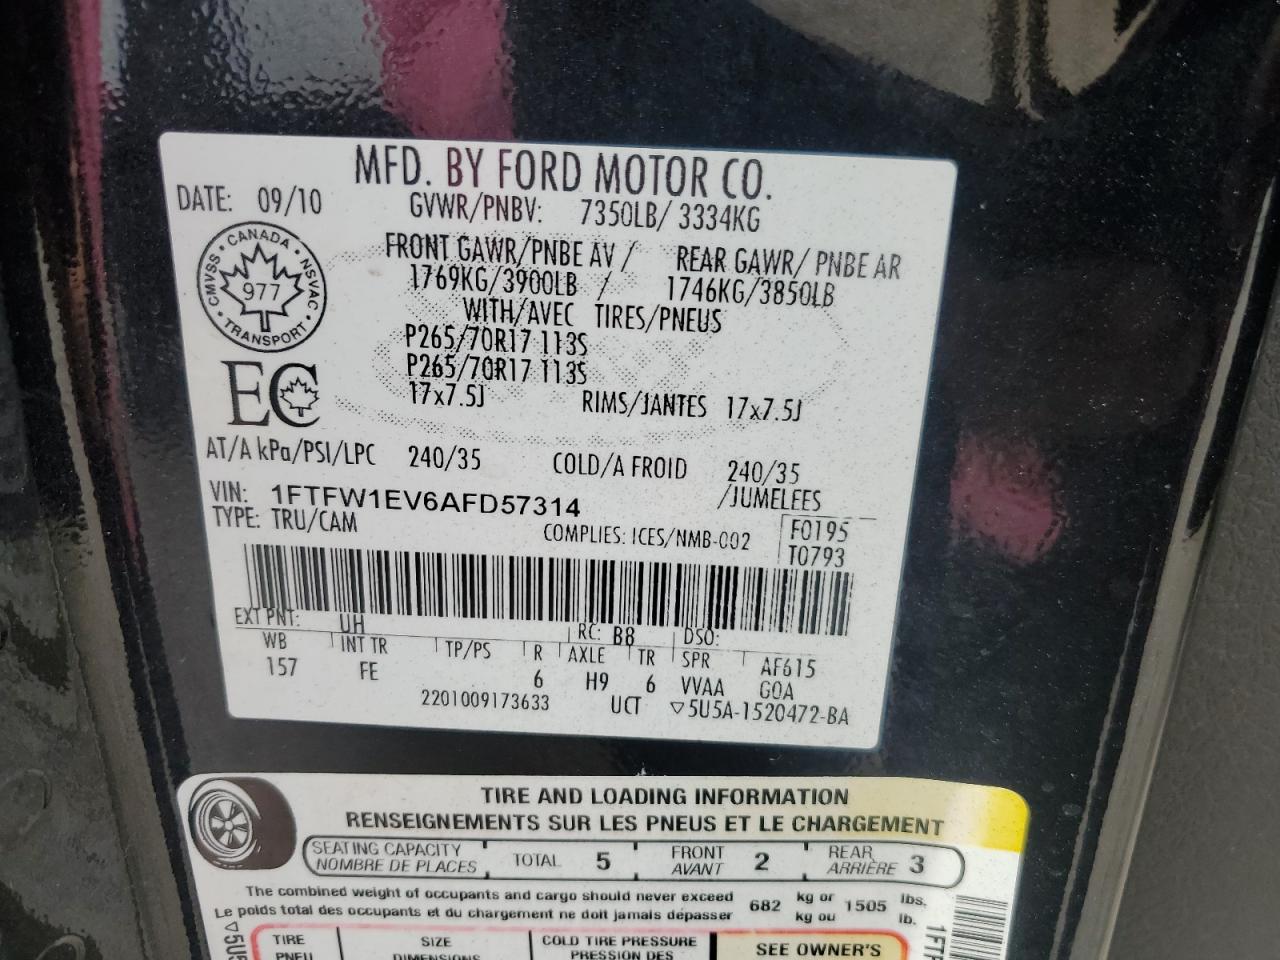 MFD. BY FORD MOTOR CO.
DATE: 09/10
GVWR/PNBV: 7350LB/ 3334KG
FRONT GAWR/PNBE AV / REAR GAWR/ PNBE AR
1769KG/3900LB / 1746KG/3850LB
WITH/AVEC TIRES/PNEUS
P265/70R17 113S
P265/70R17 113S
17x7.5J RIMS/JANTES 17x7.5J
CANADA
CMVSS · NSVAC
977
TRANSPORT
EC
AT/A kPa/PSI/LPC 240/35 COLD/A FROID 240/35
/JUMELEES
VIN: 1FTFW1EV6AFD57314
TYPE: TRU/CAM
COMPLIES: ICES/NMB-002
F0195
T0793
EXT PNT: UH RC: B8 DSO:
WB INT TR TP/PS R AXLE TR SPR AF615
157 FE 6 H9 6 VVAA GOA
2201009173633 UCT ▽5U5A-1520472-BA
TIRE AND LOADING INFORMATION
RENSEIGNEMENTS SUR LES PNEUS ET LE CHARGEMENT
SEATING CAPACITY TOTAL 5 FRONT 2 REAR 3
NOMBRE DE PLACES AVANT ARRIÈRE
The combined weight of occupants and cargo should never exceed 682 kg or 1505 lbs.
Le poids total des occupants et du chargement ne doit jamais dépasser kg ou lb.
▽5U5
1FTF
TIRE SIZE COLD TIRE PRESSURE SEE OWNER'S
PNEU DIMENSIONS PRESSION DES